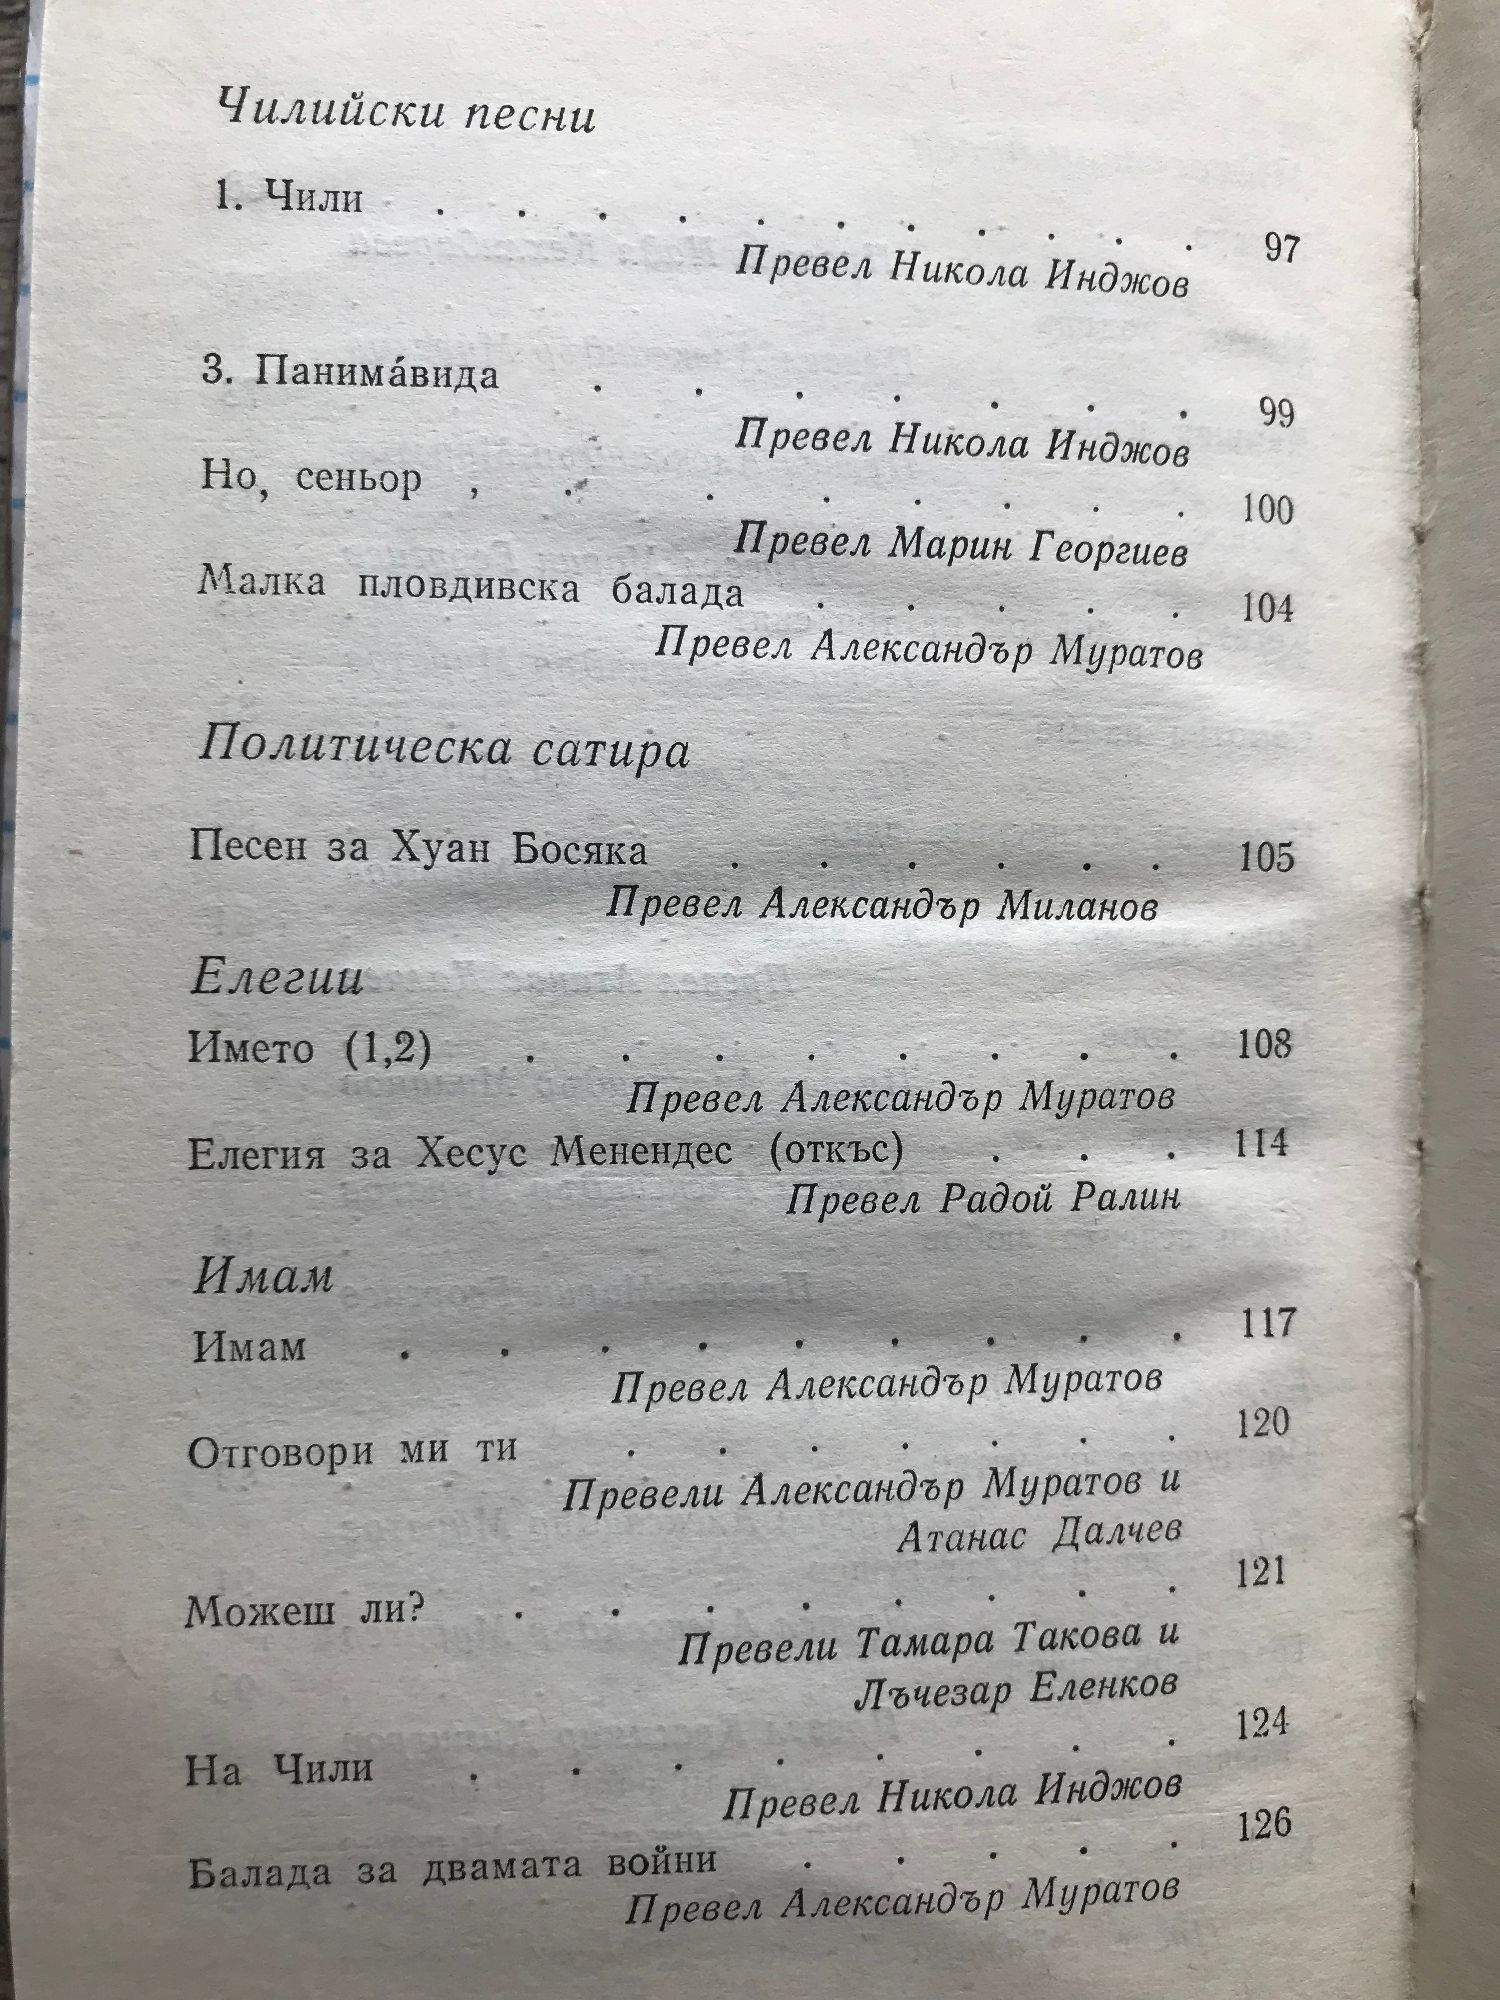 Чилийски песни
1. Чили . . . . . . . . . . 97
Превел Никола Инджов
3. Панима́вида . . . . . . . 99
Превел Никола Инджов
Но, сеньор , . . . . . . . 100
Превел Марин Георгиев
Малка пловдивска балада . . . . . 104
Превел Александър Муратов
Политическа сатира
Песен за Хуан Босяка . . . . . . 105
Превел Александър Миланов
Елегии
Името (1,2) . . . . . . . . 108
Превел Александър Муратов
Елегия за Хесус Менендес (откъс) . . . 114
Превел Радой Ралин
Имам
Имам . . . . . . . . . 117
Превел Александър Муратов
Отговори ми ти . . . . . . . 120
Превели Александър Муратов и
Атанас Далчев
Можеш ли? . . . . . . . . 121
Превели Тамара Такова и
Лъчезар Еленков
На Чили . . . . . . . . 124
Превел Никола Инджов
Балада за двамата войни . . . . . 126
Превел Александър Муратов